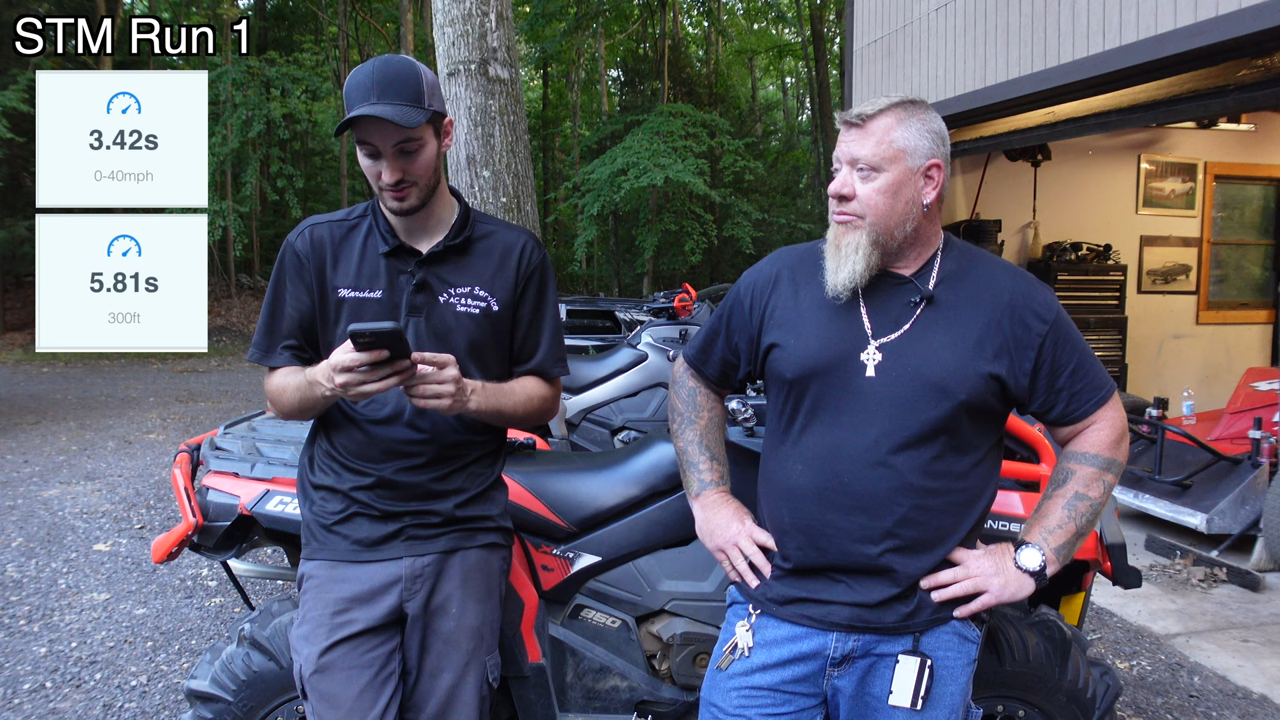 STM Run 1
3.42s
0-40mph
5.81s
300ft
Marshall
At Your Service
AC & Burner
Service
850